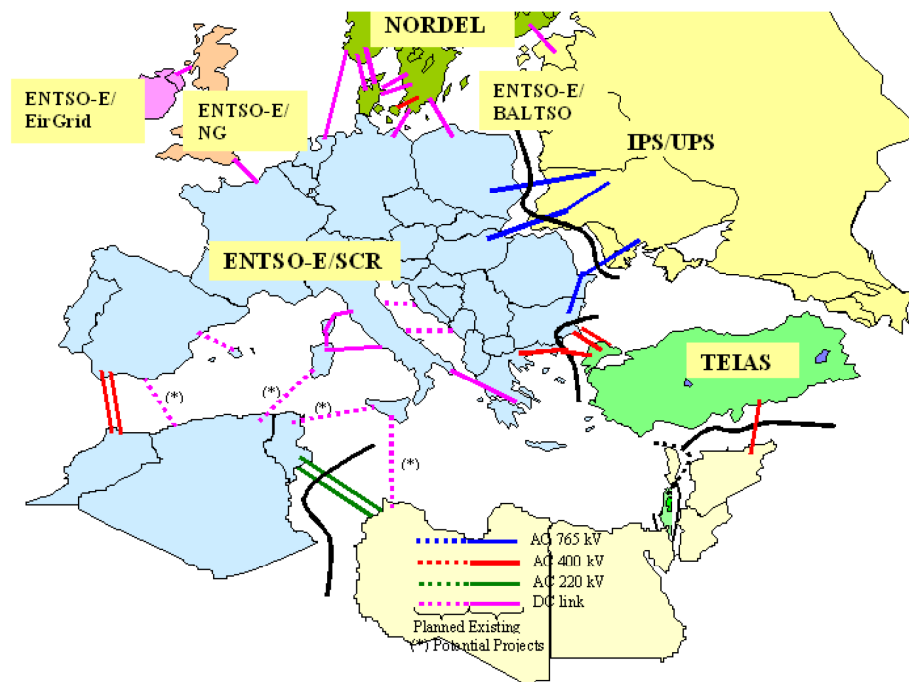 NORDEL
ENTSO-E/
EirGrid
ENTSO-E/
NG
ENTSO-E/
BALTSO
IPS/UPS
ENTSO-E/SCR
TEIAS
(*)
(*)
(*)
(*)
AC 765 kV
AC 400 kV
AC 220 kV
DC link
Planned Existing
(*) Potential Projects